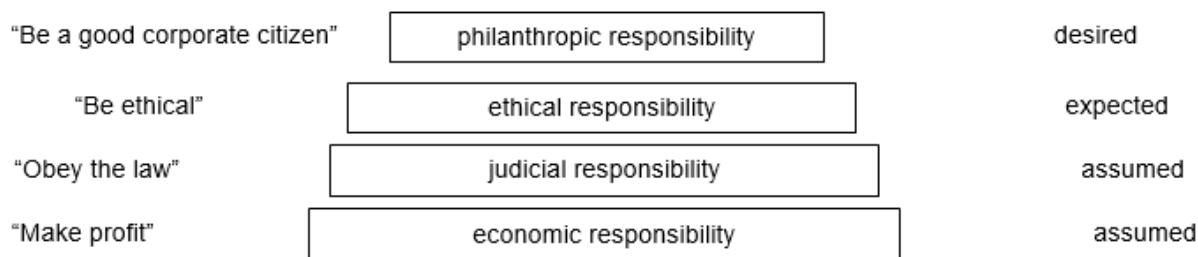 “Be a good corporate citizen” philanthropic responsibility desired
“Be ethical” ethical responsibility expected
“Obey the law” judicial responsibility assumed
“Make profit” economic responsibility assumed